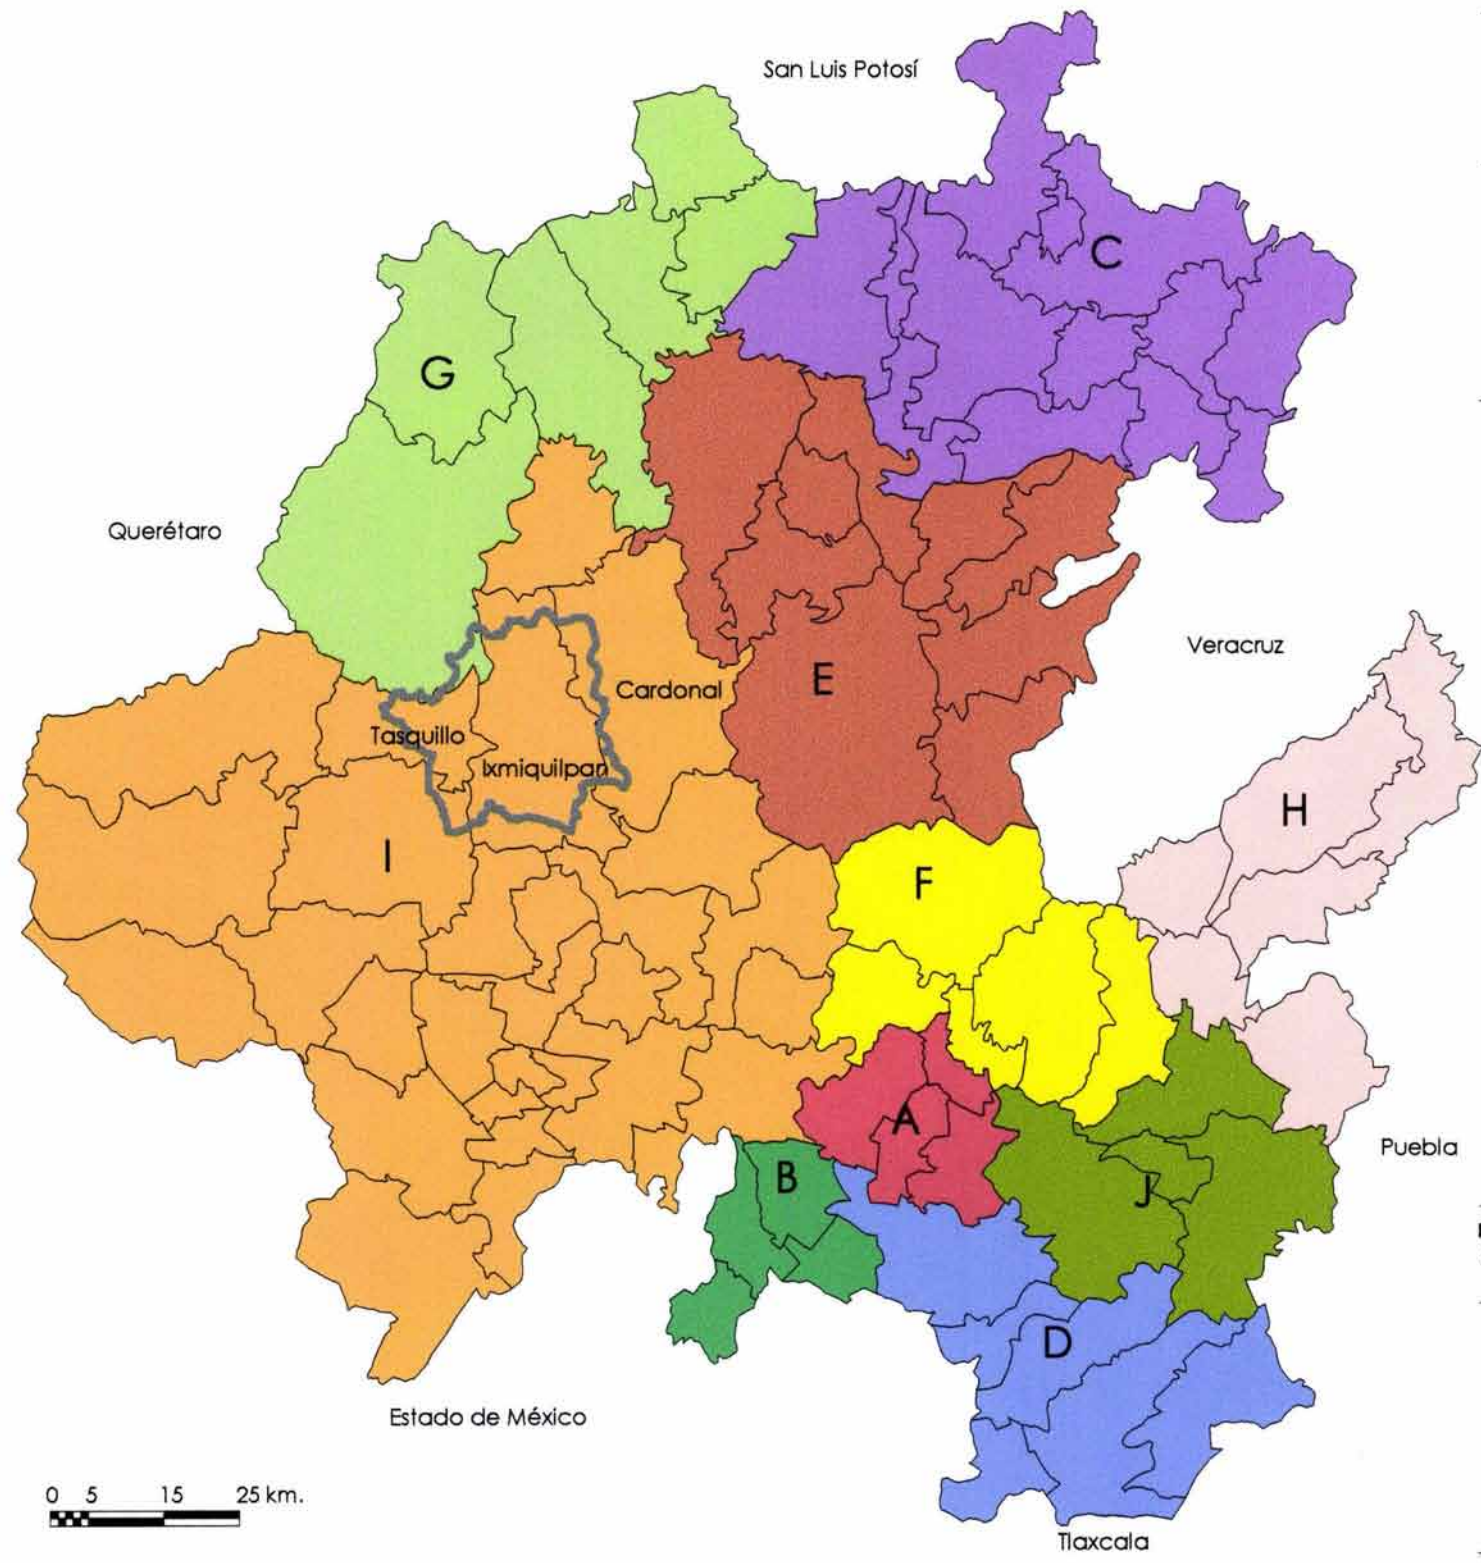 San Luis Potosí
C
G
Querétaro
Veracruz
E
Cardonal
Tasquillo
Ixmiquilpan
H
I
F
A
Puebla
B
J
D
Estado de México
0 5 15 25 km.
Tlaxcala